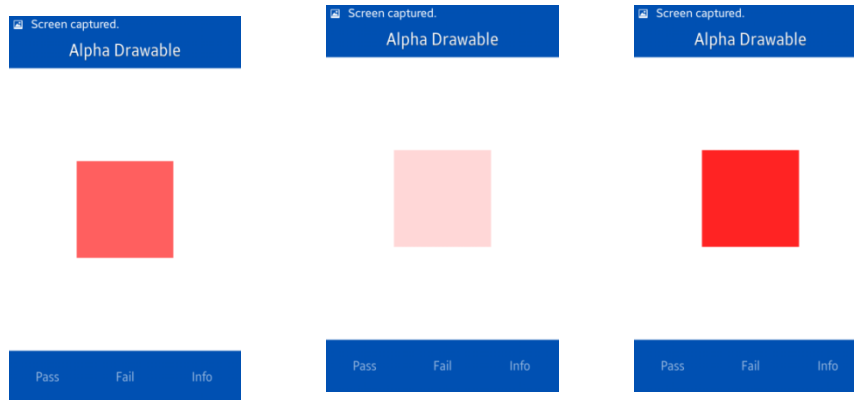 Screen captured.
Alpha Drawable
Pass Fail Info
Screen captured.
Alpha Drawable
Pass Fail Info
Screen captured.
Alpha Drawable
Pass Fail Info